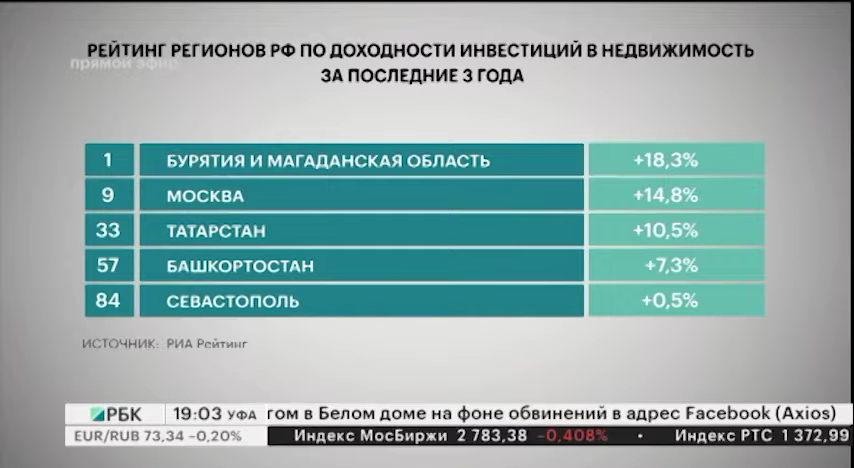 РЕЙТИНГ РЕГИОНОВ РФ ПО ДОХОДНОСТИ ИНВЕСТИЦИЙ В НЕДВИЖИМОСТЬ
прямой эфир
ЗА ПОСЛЕДНИЕ 3 ГОДА
1 БУРЯТИЯ И МАГАДАНСКАЯ ОБЛАСТЬ +18,3%
9 МОСКВА +14,8%
33 ТАТАРСТАН +10,5%
57 БАШКОРТОСТАН +7,3%
84 СЕВАСТОПОЛЬ +0,5%
ИСТОЧНИК: РИА Рейтинг
РБК 19:03 УФА гом в Белом доме на фоне обвинений в адрес Facebook (Axios)
EUR/RUB 73,34 -0,20% Индекс МосБиржи 2 783,38 -0,408% • Индекс РТС 1 372,99